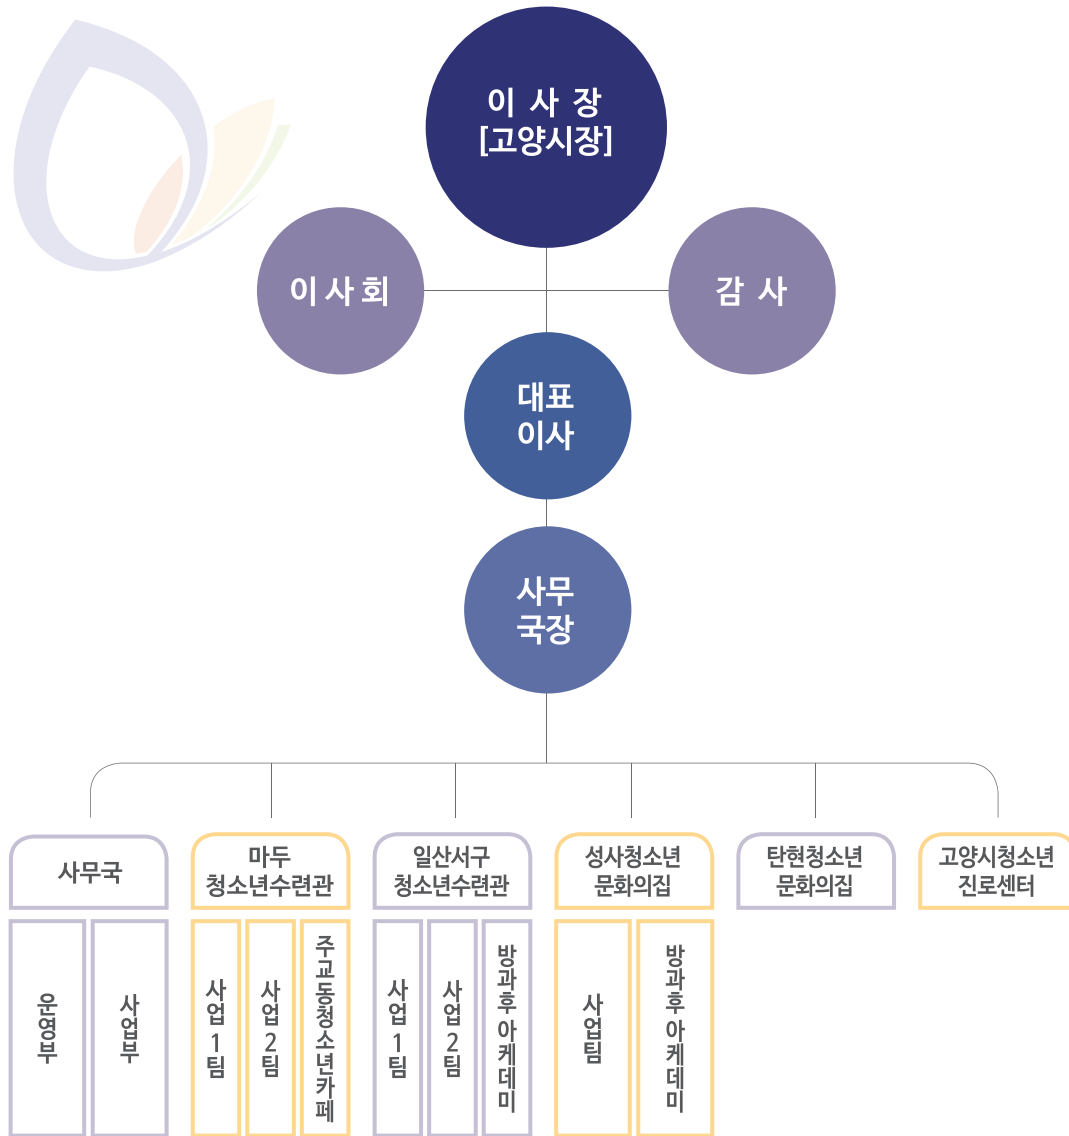 이 사 장
[고양시장]
이 사 회
감 사
대표
이사
사무
국장
사무국
마두
청소년수련관
일산서구
청소년수련관
성사청소년
문화의집
탄현청소년
문화의집
고양시청소년
진로센터
운영부
사업부
사업1팀
사업2팀
주교동청소년카페
사업1팀
사업2팀
방과후 아케데미
사업팀
방과후 아케데미